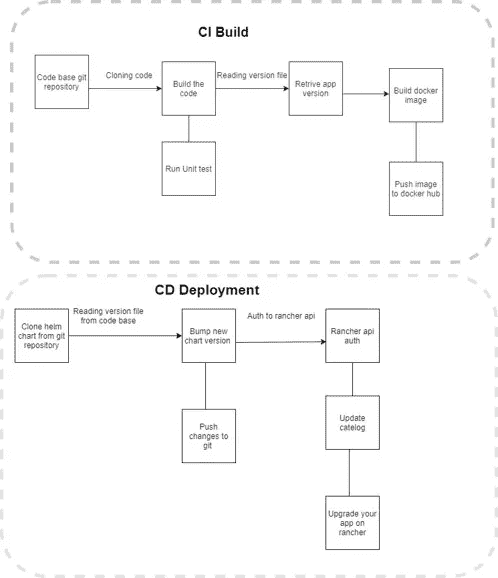 CI Build
Code base git
repository
Cloning code
Build the
code
Reading version file
Retrive app
version
Build docker
image
Run Unit test
Push image
to docker hub
CD Deployment
Clone helm
chart from git
repository
Reading version file
from code base
Bump new
chart version
Auth to rancher api
Rancher api
auth
Push
changes to
git
Update
catelog
Upgrade your
app on
rancher